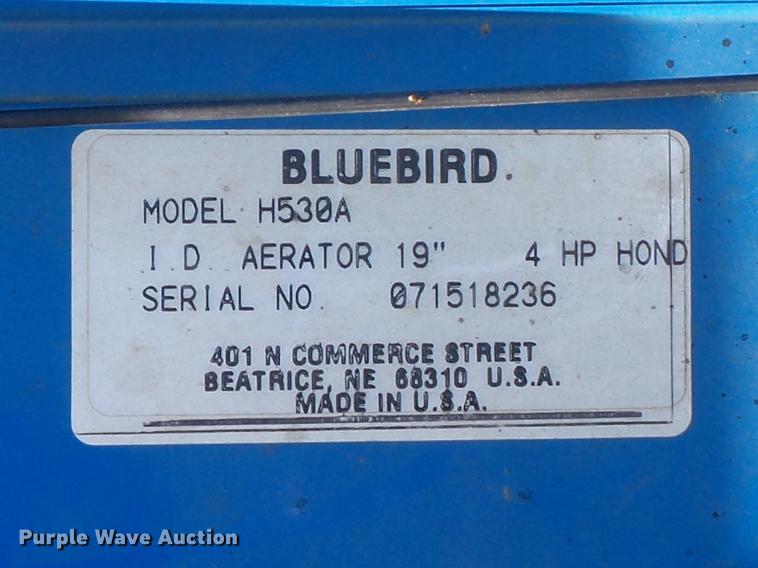 BLUEBIRD.
MODEL H530A
I.D. AERATOR 19" 4 HP HOND
SERIAL NO. 071518236
401 N COMMERCE STREET
BEATRICE, NE 68310 U.S.A.
MADE IN U.S.A.
Purple Wave Auction